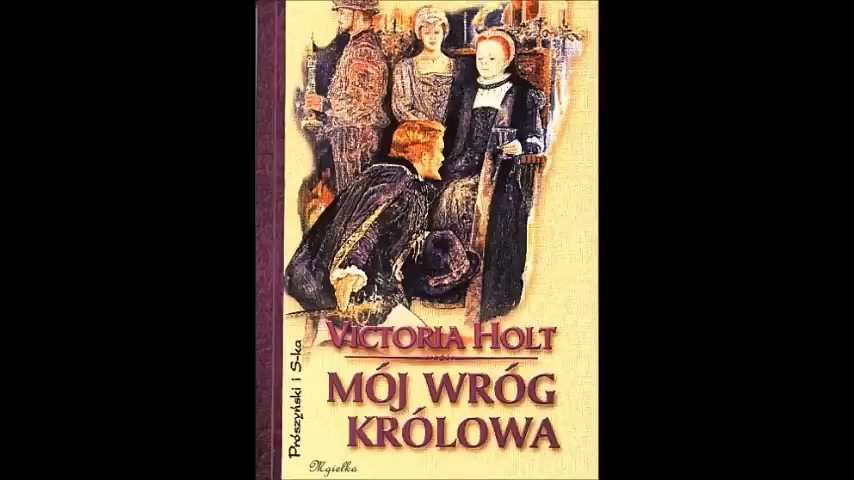 VICTORIA HOLT
MÓJ WRÓG
KRÓLOWA
Prószyński i S-ka
Mgiełka